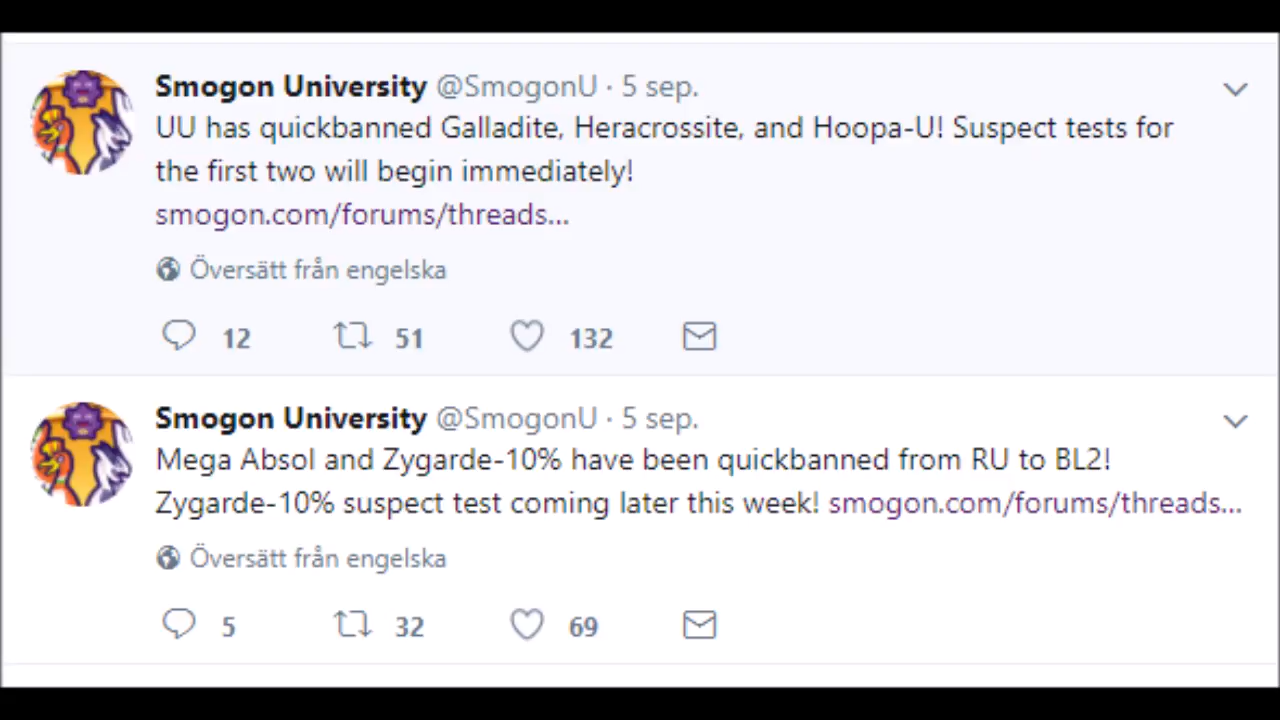 Smogon University @SmogonU · 5 sep.
UU has quickbanned Galladite, Heracrossite, and Hoopa-U! Suspect tests for
the first two will begin immediately!
smogon.com/forums/threads...
Översätt från engelska
12 51 132
Smogon University @SmogonU · 5 sep.
Mega Absol and Zygarde-10% have been quickbanned from RU to BL2!
Zygarde-10% suspect test coming later this week! smogon.com/forums/threads...
Översätt från engelska
5 32 69